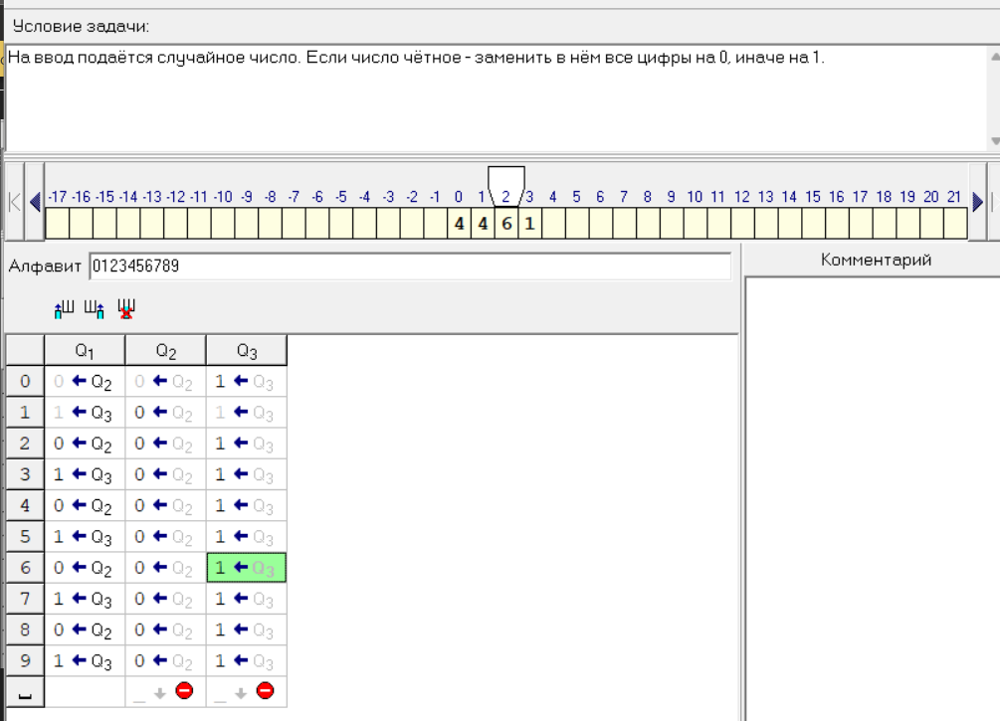 Условие задачи:
На ввод подаётся случайное число. Если число чётное - заменить в нём все цифры на 0, иначе на 1.
-17 -16 -15 -14 -13 -12 -11 -10 -9 -8 -7 -6 -5 -4 -3 -2 -1 0 1 2 3 4 5 6 7 8 9 10 11 12 13 14 15 16 17 18 19 20 21
4 4 6 1
Алфавит 0123456789
Комментарий
Q1 Q2 Q3
0 0 ← Q2 0 ← Q2 1 ← Q3
1 1 ← Q3 0 ← Q2 1 ← Q3
2 0 ← Q2 0 ← Q2 1 ← Q3
3 1 ← Q3 0 ← Q2 1 ← Q3
4 0 ← Q2 0 ← Q2 1 ← Q3
5 1 ← Q3 0 ← Q2 1 ← Q3
6 0 ← Q2 0 ← Q2 1 ← Q3
7 1 ← Q3 0 ← Q2 1 ← Q3
8 0 ← Q2 0 ← Q2 1 ← Q3
9 1 ← Q3 0 ← Q2 1 ← Q3
␣ _ ↓ _ ↓